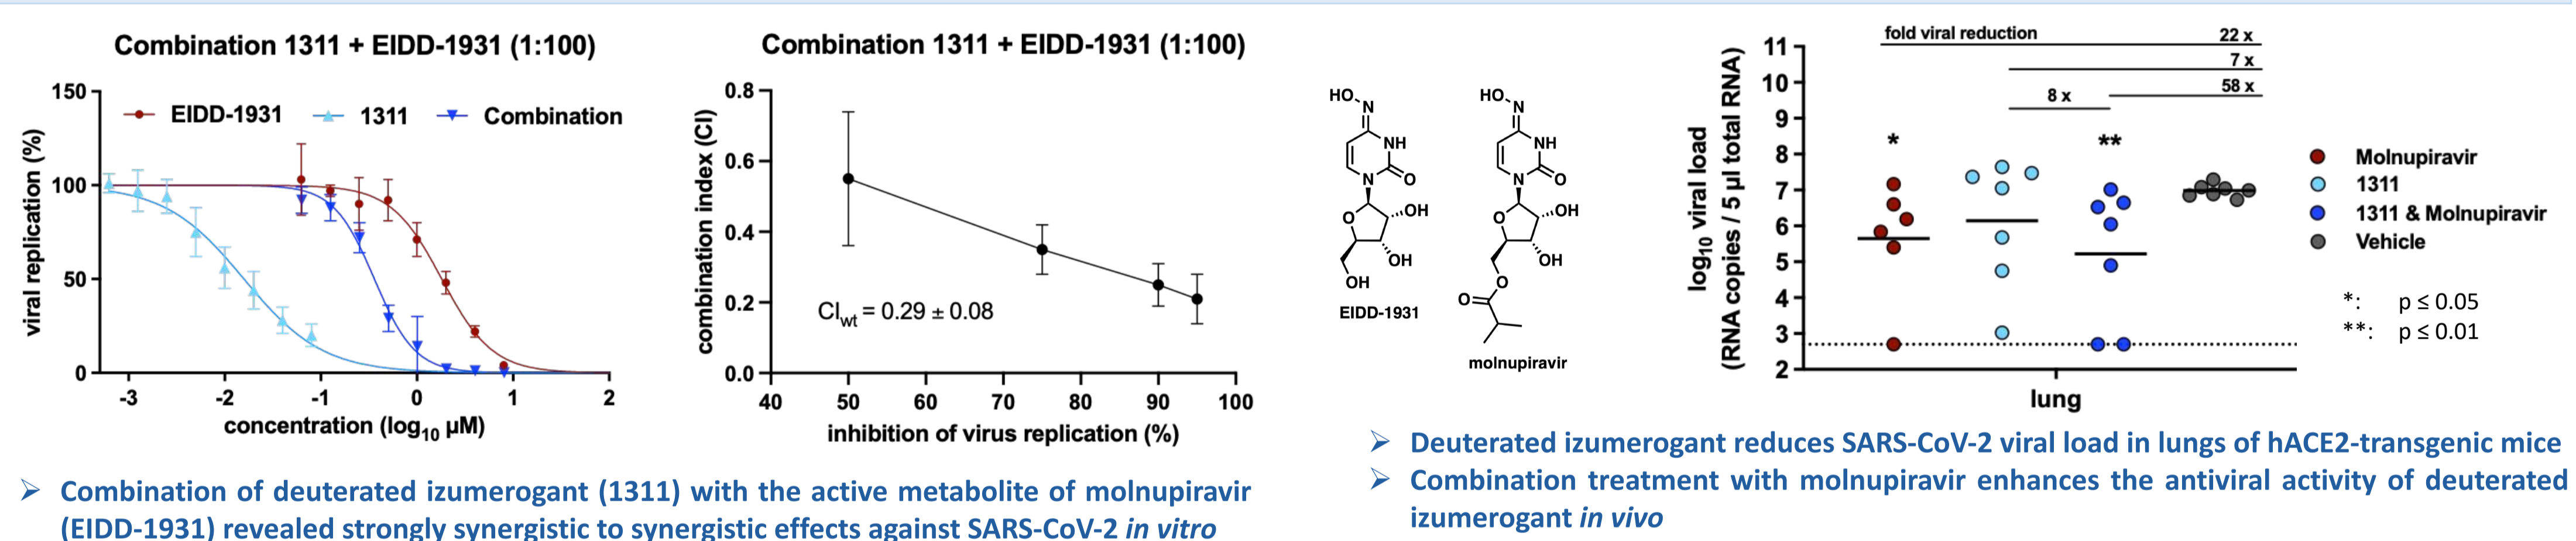 Combination 1311 + EIDD-1931 (1:100)
EIDD-1931
1311
Combination
viral replication (%)
150
100
50
0
-3 -2 -1 0 1 2
concentration (log10 µM)
Combination 1311 + EIDD-1931 (1:100)
combination index (CI)
0.8
0.6
0.4
0.2
0.0
CIwt = 0.29 ± 0.08
40 50 60 70 80 90 100
inhibition of virus replication (%)
➢ Combination of deuterated izumerogant (1311) with the active metabolite of molnupiravir
(EIDD-1931) revealed strongly synergistic to synergistic effects against SARS-CoV-2 in vitro
HO
N
NH
N
O
O
OH
OH
OH
EIDD-1931
HO
N
NH
N
O
O
OH
OH
O
O
molnupiravir
log10 viral load
(RNA copies / 5 µl total RNA)
11
10
9
8
7
6
5
4
3
2
fold viral reduction
22 x
7 x
58 x
8 x
*
**
lung
Molnupiravir
1311
1311 & Molnupiravir
Vehicle
*: p ≤ 0.05
**: p ≤ 0.01
➢ Deuterated izumerogant reduces SARS-CoV-2 viral load in lungs of hACE2-transgenic mice
➢ Combination treatment with molnupiravir enhances the antiviral activity of deuterated
izumerogant in vivo